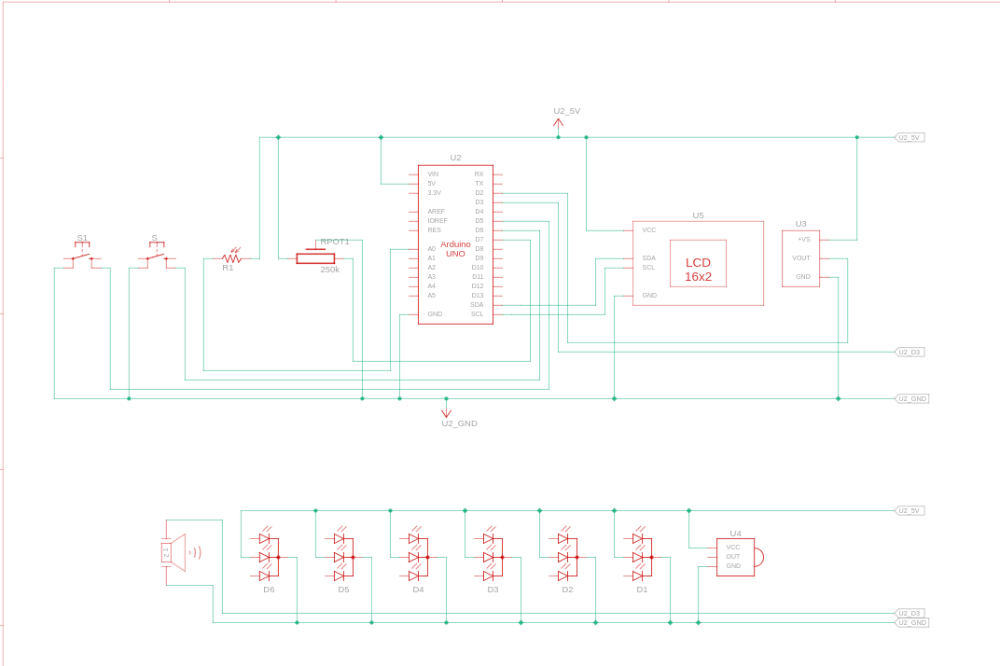 U2_5V
U2_5V
U2
VIN
5V
3.3V
AREF
IOREF
RES
A0
A1
A2
A3
A4
A5
GND
RX
TX
D2
D3
D4
D5
D6
D7
D8
D9
D10
D11
D12
D13
SDA
SCL
Arduino
UNO
S1
S
R1
RPOT1
250k
U5
VCC
SDA
SCL
GND
LCD
16x2
U3
+VS
VOUT
GND
U2_D3
U2_GND
U2_GND
U2_5V
U4
VCC
OUT
GND
1
2
D6
D5
D4
D3
D2
D1
U2_D3
U2_GND